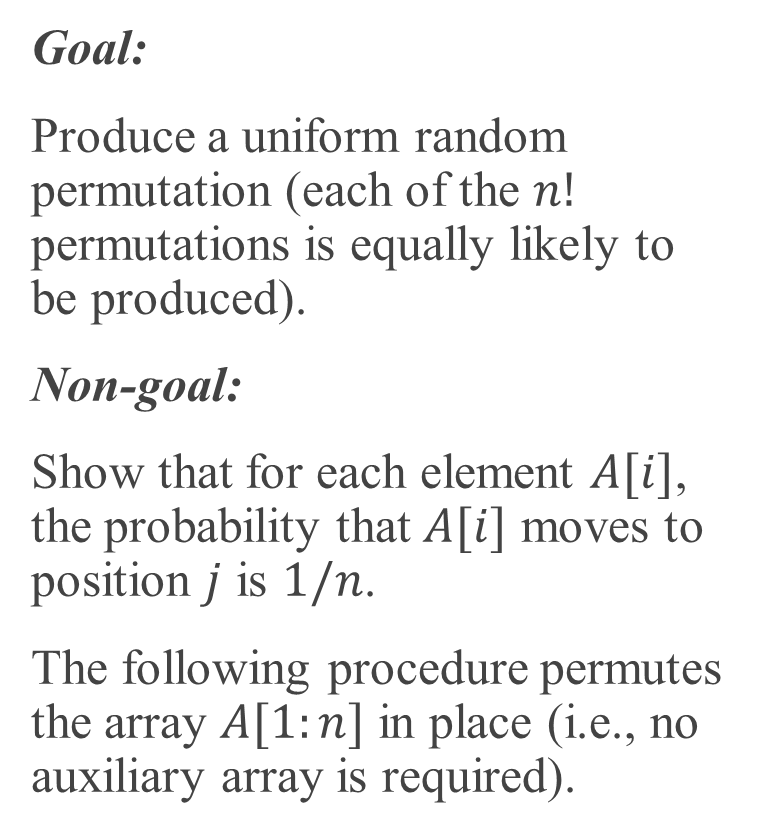 Goal:
Produce a uniform random
permutation (each of the n!
permutations is equally likely to
be produced).
Non-goal:
Show that for each element A[i],
the probability that A[i] moves to
position j is 1/n.
The following procedure permutes
the array A[1:n] in place (i.e., no
auxiliary array is required).